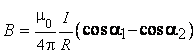 B = μ₀/4π I/R (cosα₁ − cosα₂)